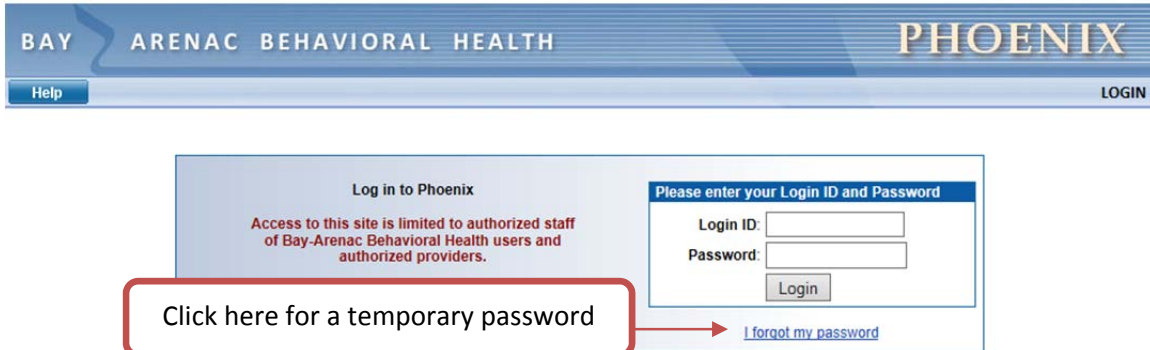 BAY ARENAC BEHAVIORAL HEALTH
PHOENIX
Help
LOGIN
Log in to Phoenix
Access to this site is limited to authorized staff
of Bay-Arenac Behavioral Health users and
authorized providers.
Please enter your Login ID and Password
Login ID:
Password:
Login
Click here for a temporary password
I forgot my password